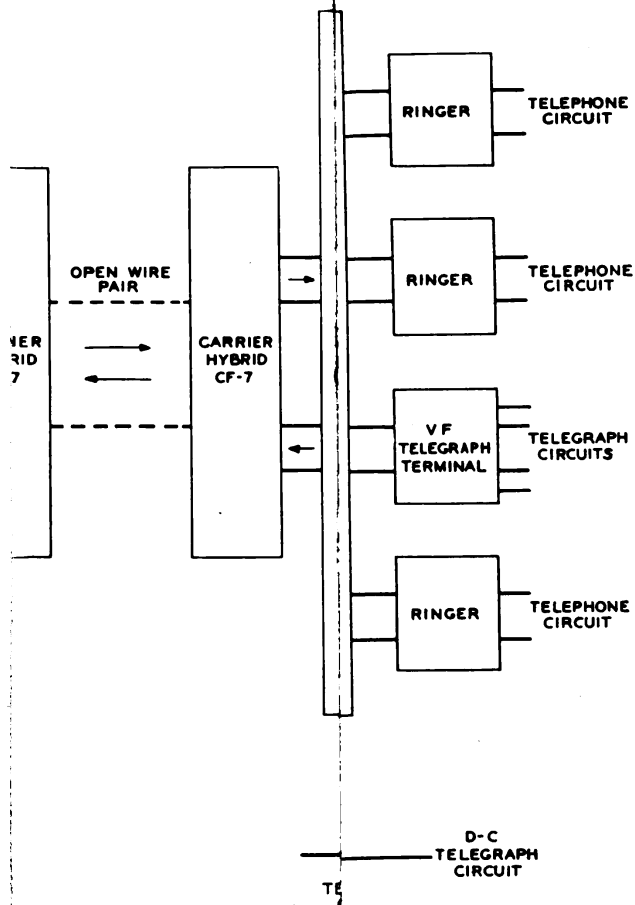 RINGER
TELEPHONE
CIRCUIT
OPEN WIRE
PAIR
RINGER
TELEPHONE
CIRCUIT
CARRIER
HYBRID
CF-7
7
VF
TELEGRAPH
TERMINAL
TELEGRAPH
CIRCUITS
RINGER
TELEPHONE
CIRCUIT
D-C
TELEGRAPH
CIRCUIT